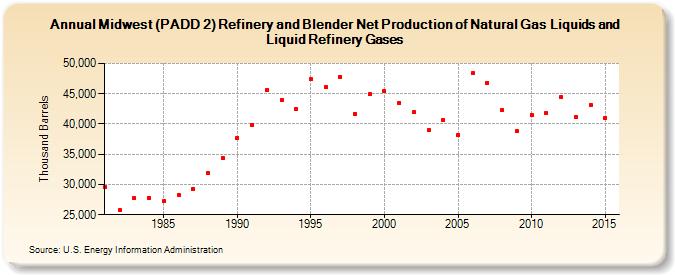 Annual Midwest (PADD 2) Refinery and Blender Net Production of Natural Gas Liquids and
Liquid Refinery Gases
Thousand Barrels
50,000
45,000
40,000
35,000
30,000
25,000
1985 1990 1995 2000 2005 2010 2015
Source: U.S. Energy Information Administration